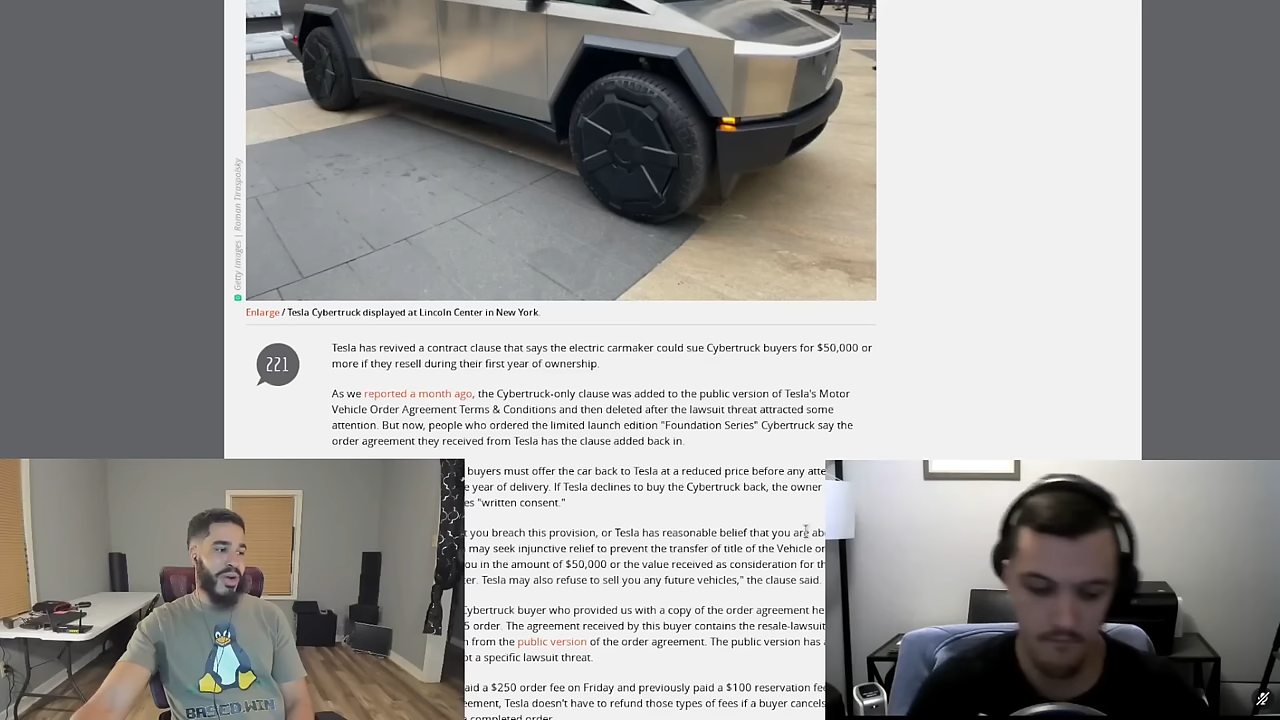 Getty Images | Roman Tiraspolsky
Enlarge / Tesla Cybertruck displayed at Lincoln Center in New York.
221
Tesla has revived a contract clause that says the electric carmaker could sue Cybertruck buyers for $50,000 or
more if they resell during their first year of ownership.
As we reported a month ago, the Cybertruck-only clause was added to the public version of Tesla's Motor
Vehicle Order Agreement Terms & Conditions and then deleted after the lawsuit threat attracted some
attention. But now, people who ordered the limited launch edition "Foundation Series" Cybertruck say the
order agreement they received from Tesla has the clause added back in.
buyers must offer the car back to Tesla at a reduced price before any
year of delivery. If Tesla declines to buy the Cybertruck back, the owner
"written consent."
you breach this provision, or Tesla has reasonable belief that you are
may seek injunctive relief to prevent the transfer of title of the Vehicle or
in the amount of $50,000 or the value received as consideration for
Tesla may also refuse to sell you any future vehicles," the clause said.
Cybertruck buyer who provided us with a copy of the order agreement
order. The agreement received by this buyer contains the resale-lawsuit
from the public version of the order agreement. The public version has
a specific lawsuit threat.
a $250 order fee on Friday and previously paid a $100 reservation
Tesla doesn't have to refund those types of fees if a buyer cancels
a completed order.
BASED.WIN